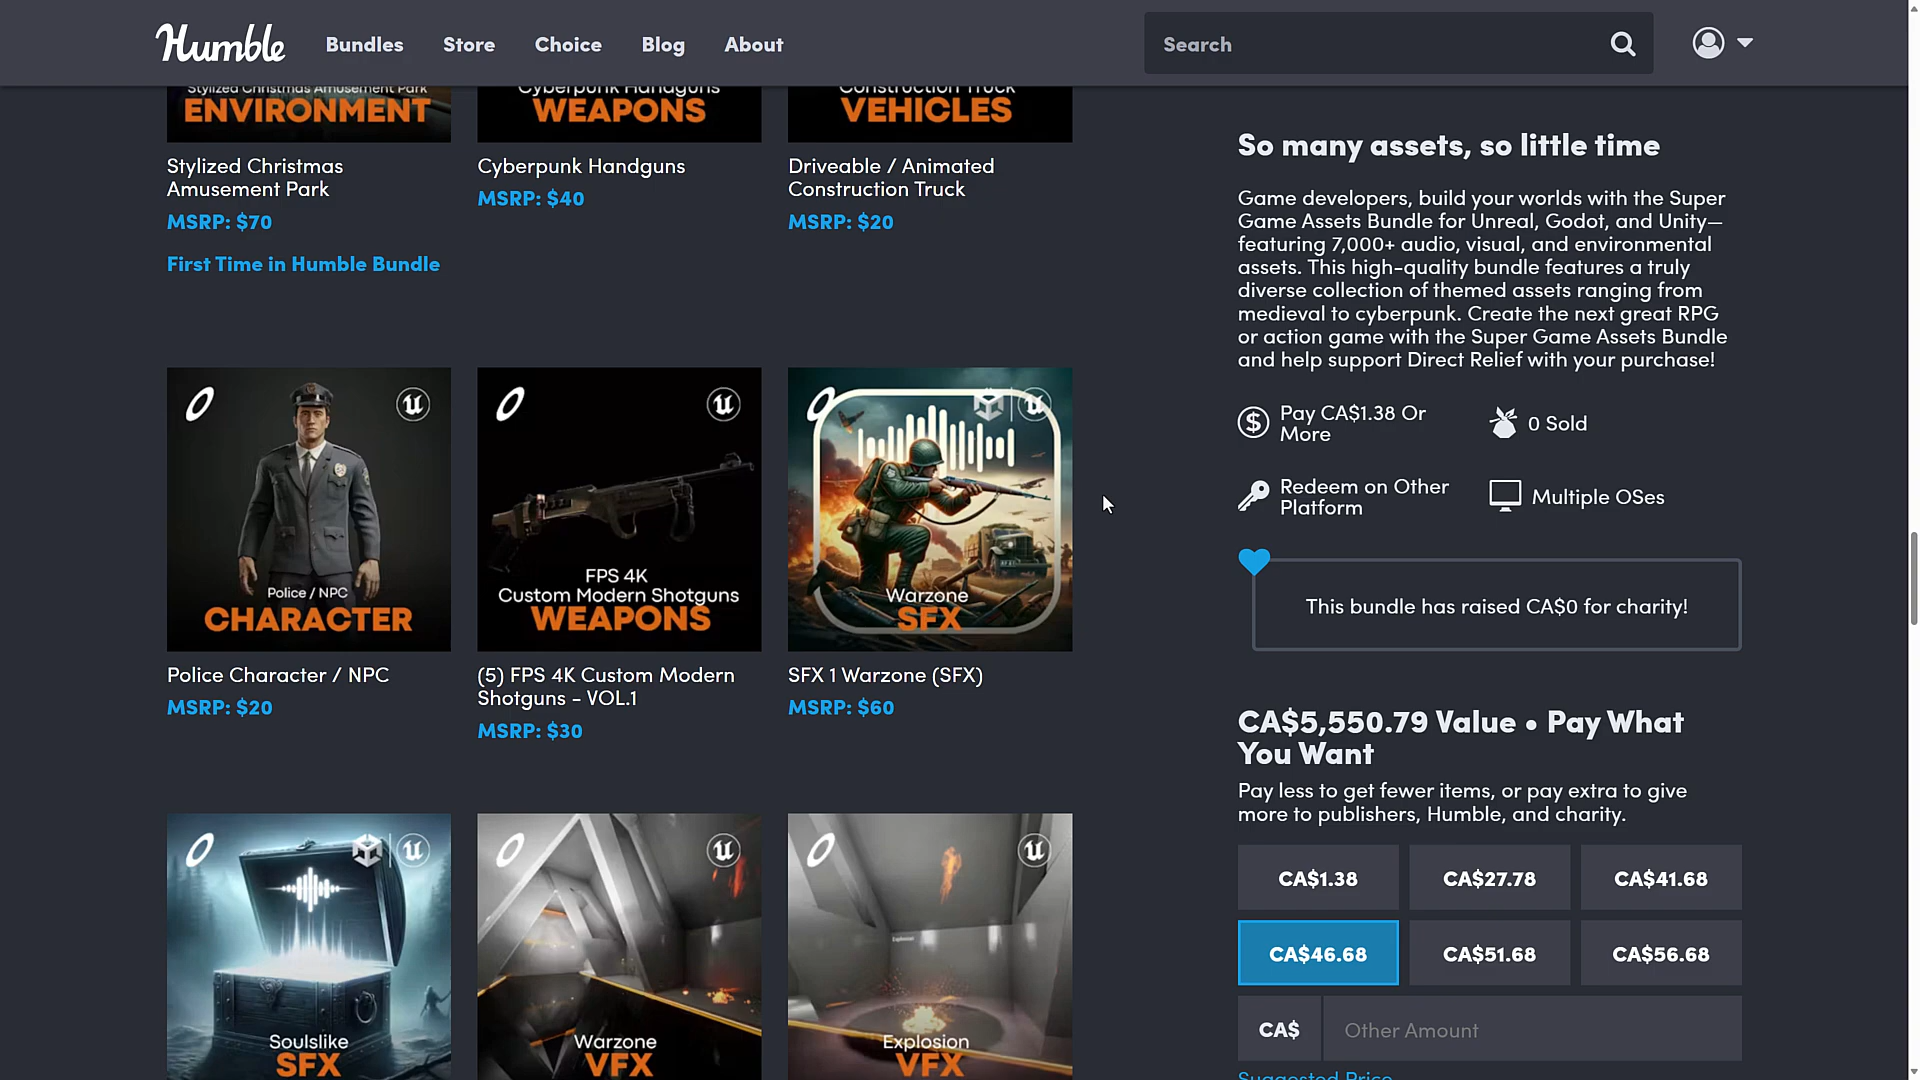 Humble
Bundles
Store
Choice
Blog
About
Search
Stylized Christmas Amusement Park
ENVIRONMENT
Cyberpunk Handguns
WEAPONS
Construction Truck
VEHICLES
Stylized Christmas
Amusement Park
MSRP: $70
First Time in Humble Bundle
Cyberpunk Handguns
MSRP: $40
Driveable / Animated
Construction Truck
MSRP: $20
Police / NPC
CHARACTER
Police Character / NPC
MSRP: $20
FPS 4K
Custom Modern Shotguns
WEAPONS
(5) FPS 4K Custom Modern
Shotguns - VOL.1
MSRP: $30
Warzone
SFX
SFX 1 Warzone (SFX)
MSRP: $60
Soulslike
SFX
Warzone
VFX
Explosion
VFX
So many assets, so little time
Game developers, build your worlds with the Super
Game Assets Bundle for Unreal, Godot, and Unity—
featuring 7,000+ audio, visual, and environmental
assets. This high-quality bundle features a truly
diverse collection of themed assets ranging from
medieval to cyberpunk. Create the next great RPG
or action game with the Super Game Assets Bundle
and help support Direct Relief with your purchase!
Pay CA$1.38 Or
More
0 Sold
Redeem on Other
Platform
Multiple OSes
This bundle has raised CA$0 for charity!
CA$5,550.79 Value • Pay What
You Want
Pay less to get fewer items, or pay extra to give
more to publishers, Humble, and charity.
CA$1.38
CA$27.78
CA$41.68
CA$46.68
CA$51.68
CA$56.68
CA$
Other Amount
Suggested Price